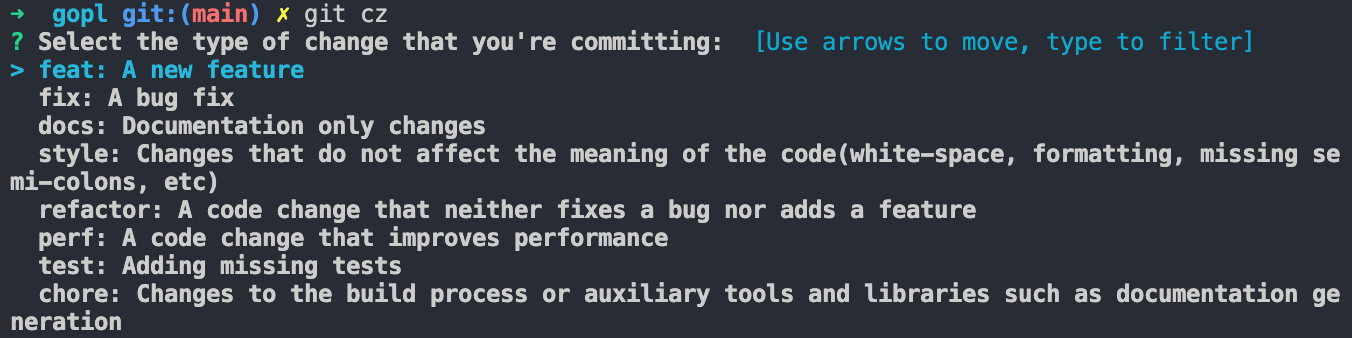 ➜  gopl git:(main) ✗ git cz
? Select the type of change that you're committing:  [Use arrows to move, type to filter]
> feat: A new feature
  fix: A bug fix
  docs: Documentation only changes
  style: Changes that do not affect the meaning of the code(white-space, formatting, missing se
mi-colons, etc)
  refactor: A code change that neither fixes a bug nor adds a feature
  perf: A code change that improves performance
  test: Adding missing tests
  chore: Changes to the build process or auxiliary tools and libraries such as documentation ge
neration